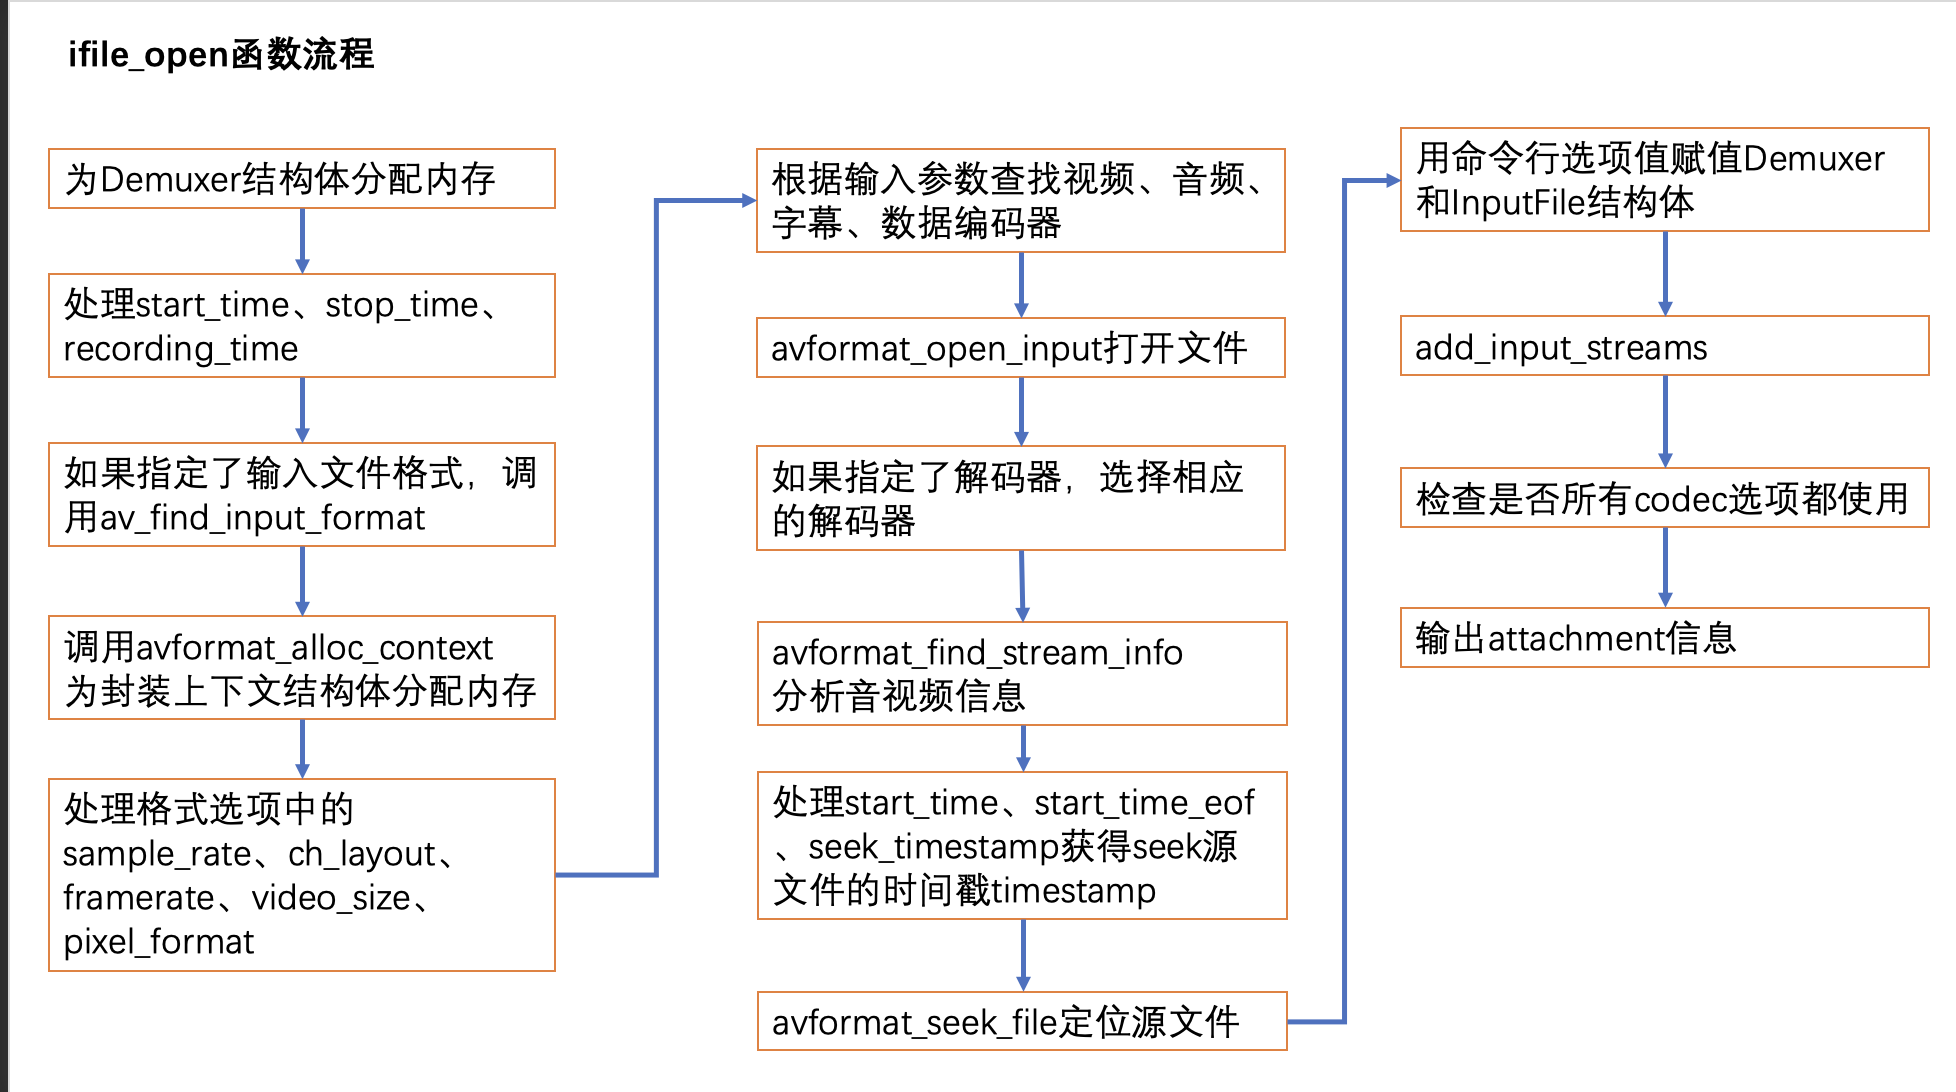 ifile_open函数流程
为Demuxer结构体分配内存
处理start_time、stop_time、
recording_time
如果指定了输入文件格式，调
用av_find_input_format
调用avformat_alloc_context
为封装上下文结构体分配内存
处理格式选项中的
sample_rate、ch_layout、
framerate、video_size、
pixel_format
根据输入参数查找视频、音频、
字幕、数据编码器
avformat_open_input打开文件
如果指定了解码器，选择相应
的解码器
avformat_find_stream_info
分析音视频信息
处理start_time、start_time_eof
、seek_timestamp获得seek源
文件的时间戳timestamp
avformat_seek_file定位源文件
用命令行选项值赋值Demuxer
和InputFile结构体
add_input_streams
检查是否所有codec选项都使用
输出attachment信息